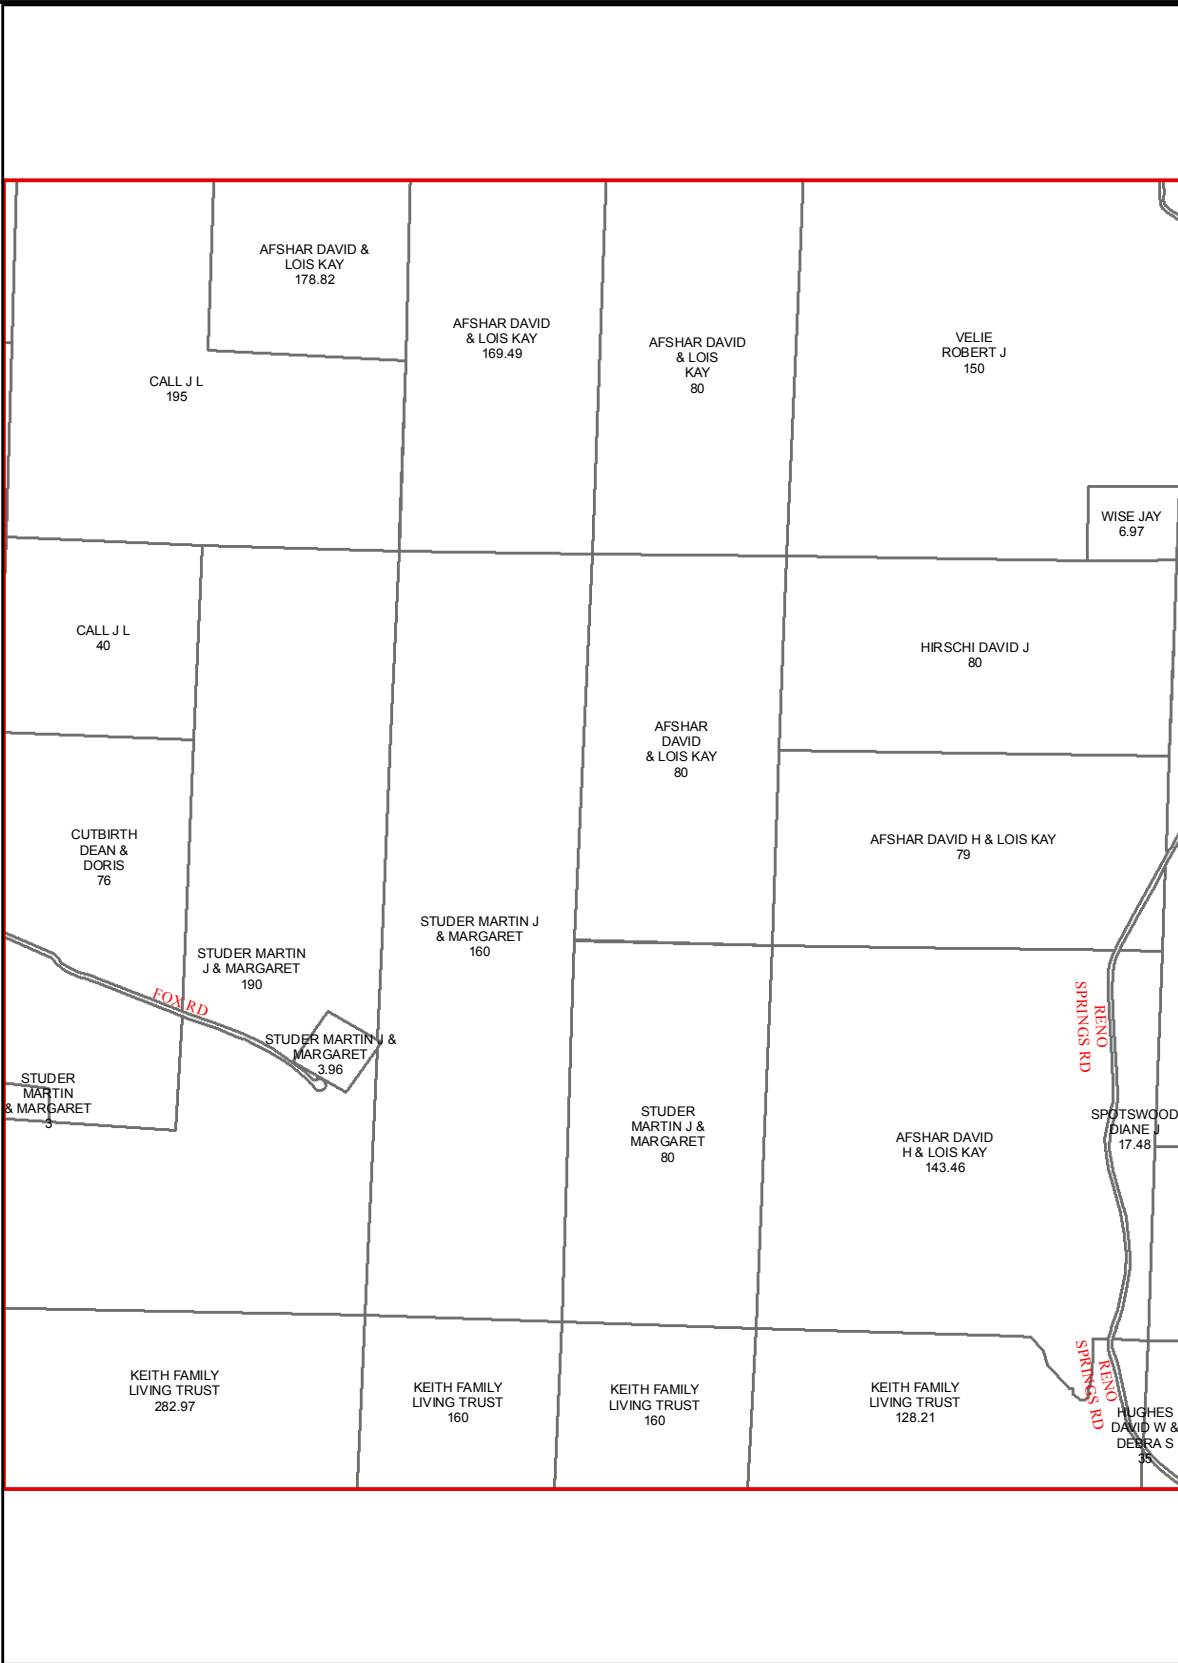 AFSHAR DAVID &
LOIS KAY
178.82
AFSHAR DAVID
& LOIS KAY
169.49
AFSHAR DAVID
& LOIS
KAY
80
VELIE
ROBERT J
150
CALL J L
195
WISE JAY
6.97
CALL J L
40
HIRSCHI DAVID J
80
AFSHAR
DAVID
& LOIS KAY
80
CUTBIRTH
DEAN &
DORIS
76
AFSHAR DAVID H & LOIS KAY
79
STUDER MARTIN J
& MARGARET
160
STUDER MARTIN
J & MARGARET
190
FOX RD
RENO
SPRINGS RD
STUDER MARTIN J &
MARGARET
3.96
STUDER
MARTIN
& MARGARET
3
STUDER
MARTIN J &
MARGARET
80
AFSHAR DAVID
H & LOIS KAY
143.46
SPOTSWOOD
DIANE J
17.48
KEITH FAMILY
LIVING TRUST
282.97
KEITH FAMILY
LIVING TRUST
160
KEITH FAMILY
LIVING TRUST
160
KEITH FAMILY
LIVING TRUST
128.21
RENO
SPRINGS RD
HUGHES
DAVID W &
DEBRA S
35